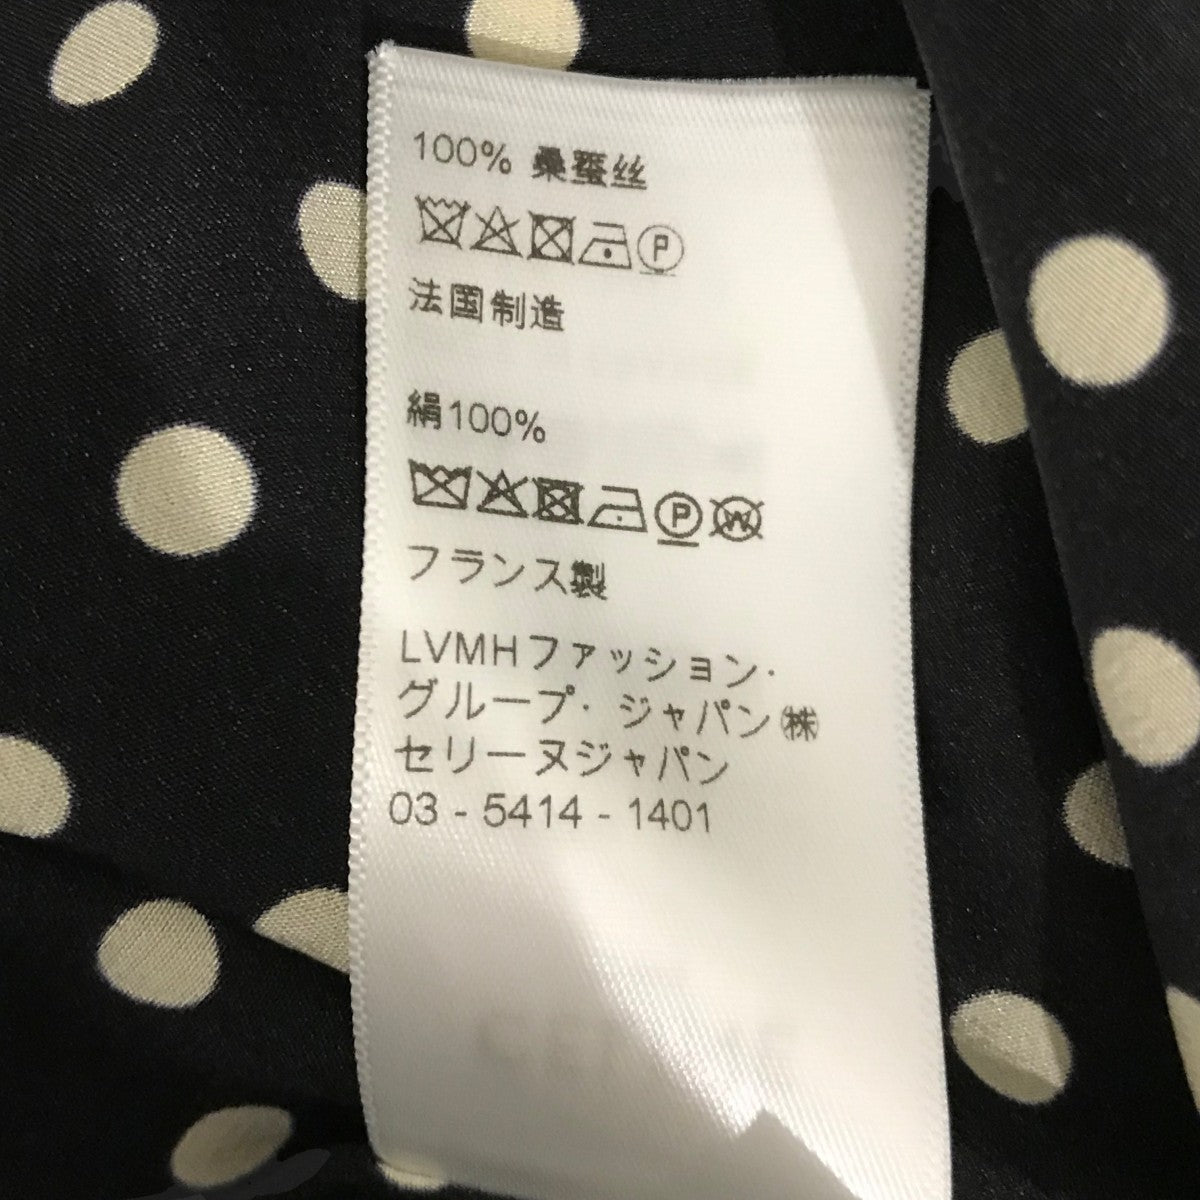 100% 桑蚕丝
P
法国制造
絹100%
P W
フランス製
LVMHファッション·
グループ· ジャパン㈱
セリーヌジャパン
03 - 5414 - 1401